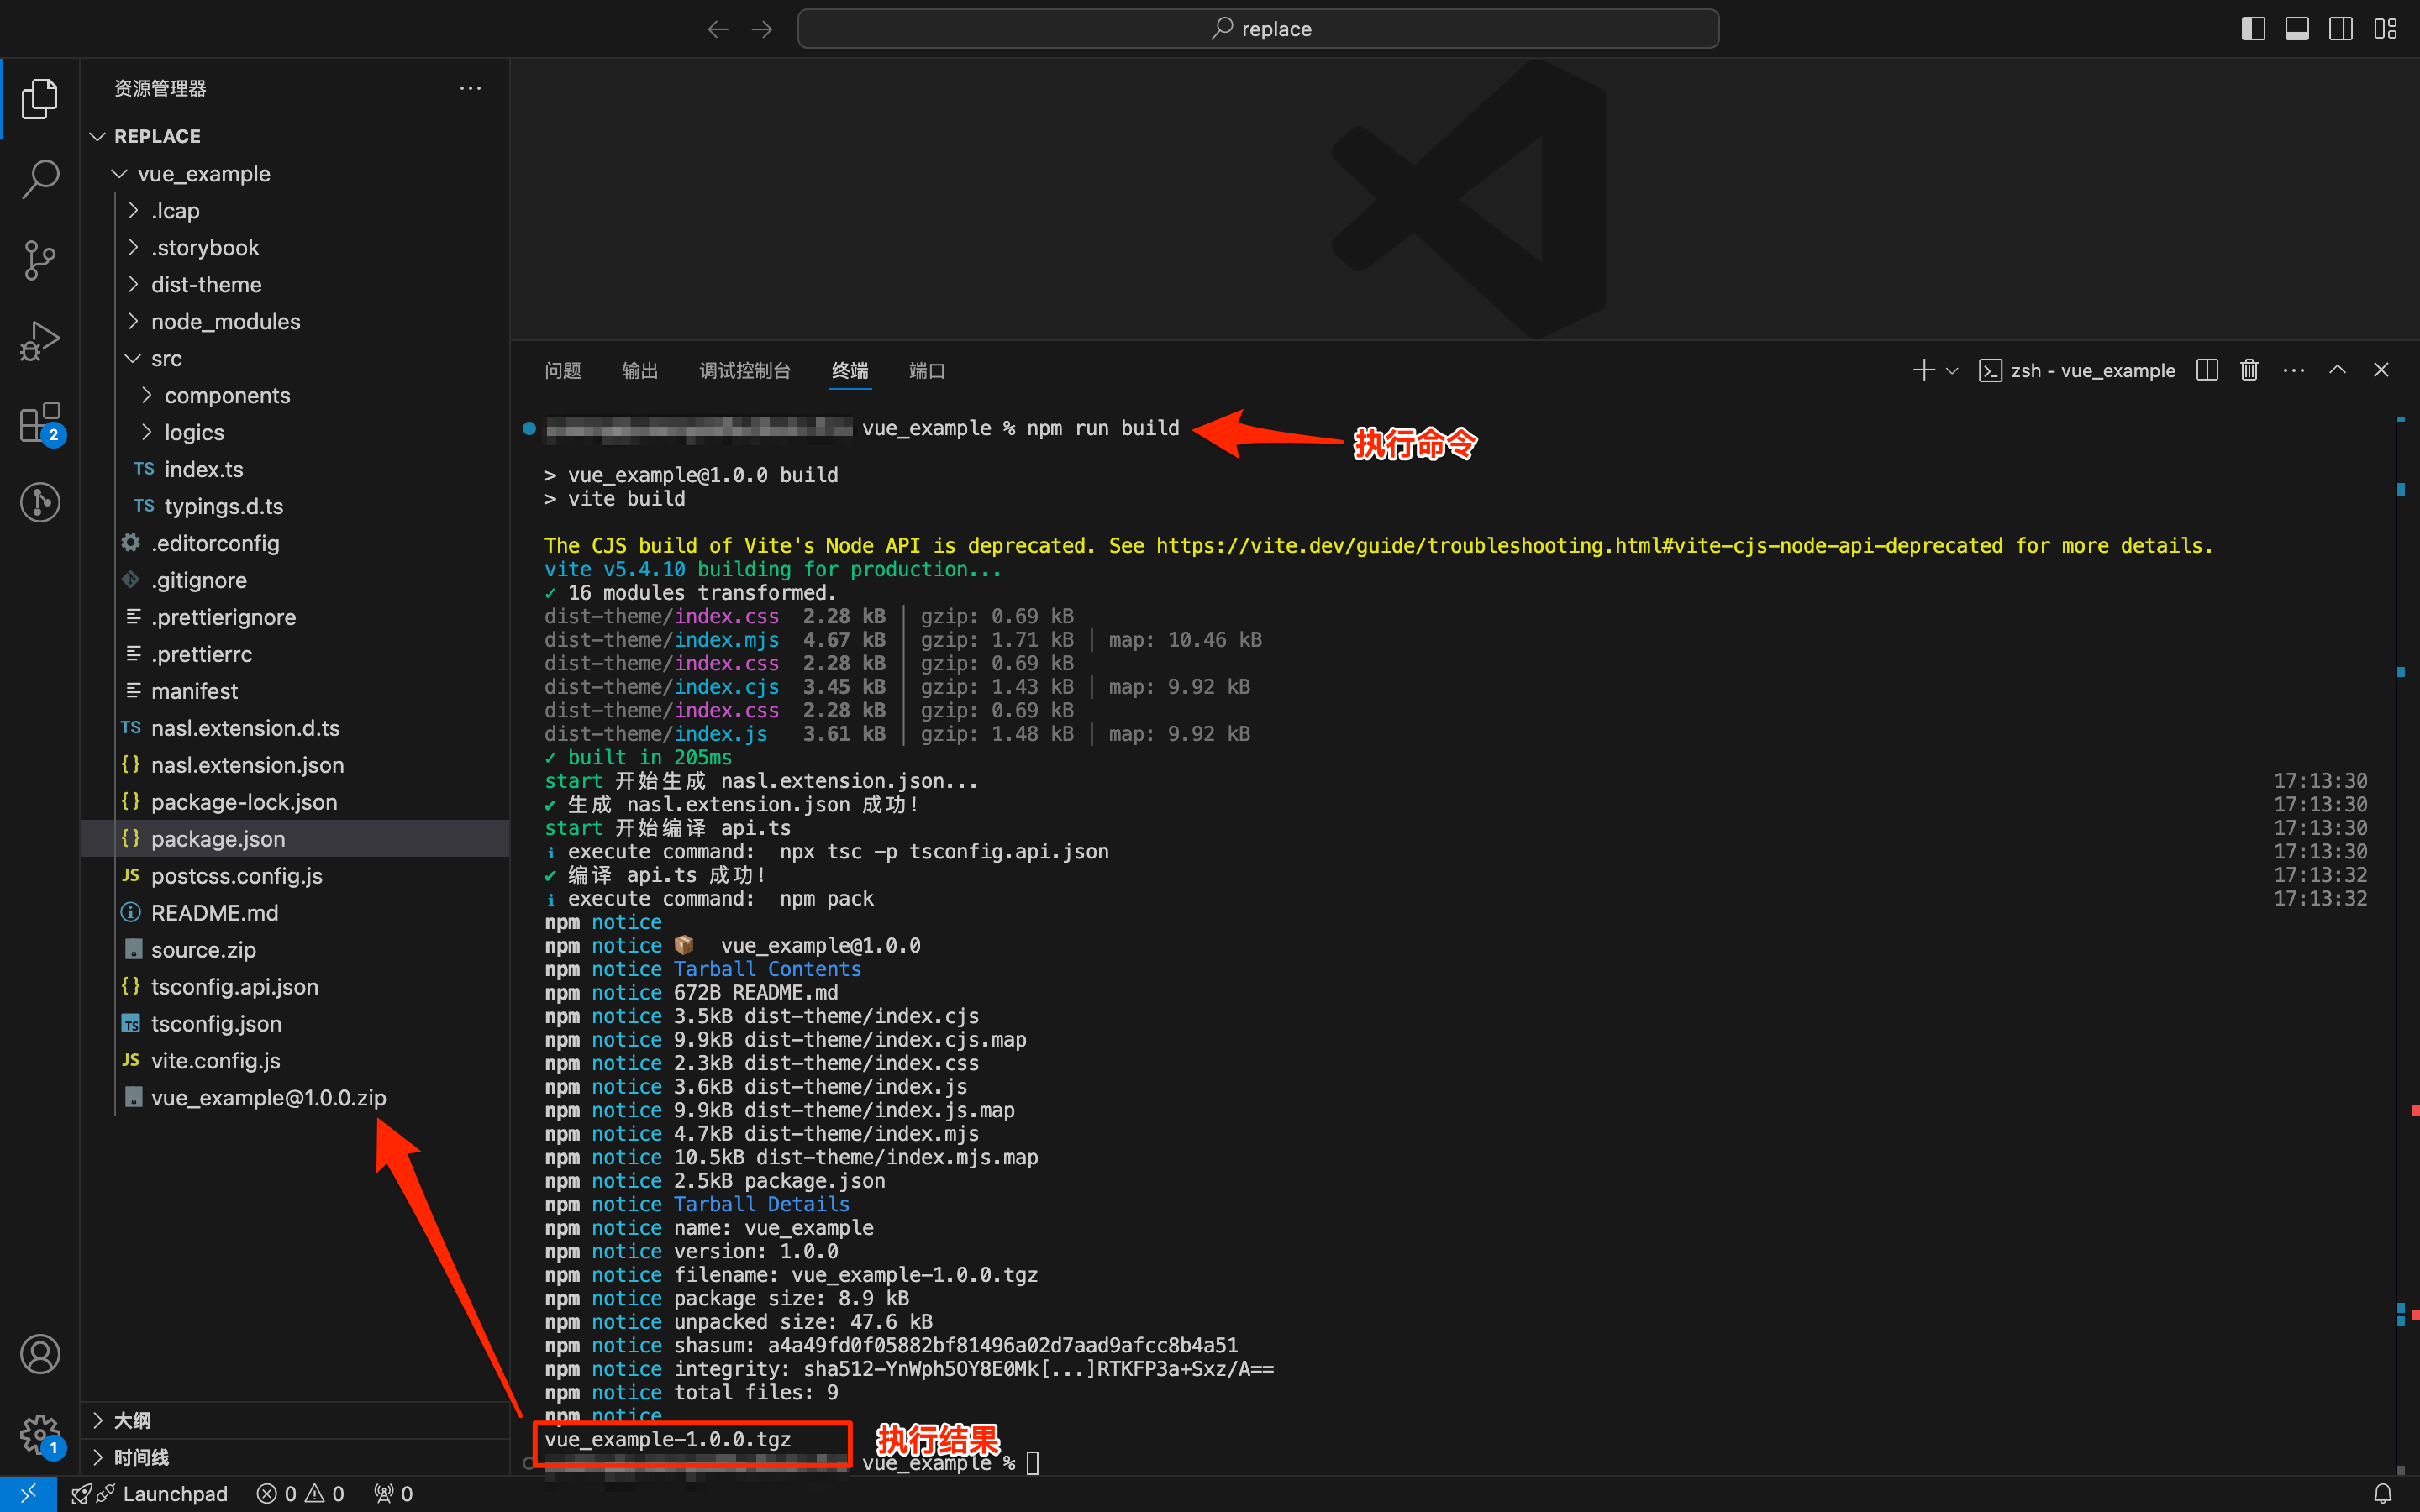 replace
资源管理器
REPLACE
vue_example
.lcap
.storybook
dist-theme
node_modules
src
components
logics
TS index.ts
TS typings.d.ts
.editorconfig
.gitignore
.prettierignore
.prettierrc
manifest
TS nasl.extension.d.ts
{} nasl.extension.json
{} package-lock.json
{} package.json
JS postcss.config.js
README.md
source.zip
{} tsconfig.api.json
TS tsconfig.json
JS vite.config.js
vue_example@1.0.0.zip
大纲
时间线
2
1
问题 输出 调试控制台 终端 端口
zsh - vue_example
vue_example % npm run build
执行命令
> vue_example@1.0.0 build
> vite build
The CJS build of Vite's Node API is deprecated. See https://vite.dev/guide/troubleshooting.html#vite-cjs-node-api-deprecated for more details.
vite v5.4.10 building for production...
✓ 16 modules transformed.
dist-theme/index.css 2.28 kB │ gzip: 0.69 kB
dist-theme/index.mjs 4.67 kB │ gzip: 1.71 kB │ map: 10.46 kB
dist-theme/index.css 2.28 kB │ gzip: 0.69 kB
dist-theme/index.cjs 3.45 kB │ gzip: 1.43 kB │ map: 9.92 kB
dist-theme/index.css 2.28 kB │ gzip: 0.69 kB
dist-theme/index.js 3.61 kB │ gzip: 1.48 kB │ map: 9.92 kB
✓ built in 205ms
start 开始生成 nasl.extension.json... 17:13:30
✔ 生成 nasl.extension.json 成功! 17:13:30
start 开始编译 api.ts 17:13:30
ℹ execute command: npx tsc -p tsconfig.api.json 17:13:30
✔ 编译 api.ts 成功! 17:13:32
ℹ execute command: npm pack 17:13:32
npm notice
npm notice 📦 vue_example@1.0.0
npm notice Tarball Contents
npm notice 672B README.md
npm notice 3.5kB dist-theme/index.cjs
npm notice 9.9kB dist-theme/index.cjs.map
npm notice 2.3kB dist-theme/index.css
npm notice 3.6kB dist-theme/index.js
npm notice 9.9kB dist-theme/index.js.map
npm notice 4.7kB dist-theme/index.mjs
npm notice 10.5kB dist-theme/index.mjs.map
npm notice 2.5kB package.json
npm notice Tarball Details
npm notice name: vue_example
npm notice version: 1.0.0
npm notice filename: vue_example-1.0.0.tgz
npm notice package size: 8.9 kB
npm notice unpacked size: 47.6 kB
npm notice shasum: a4a49fd0f05882bf81496a02d7aad9afcc8b4a51
npm notice integrity: sha512-YnWph5OY8E0Mk[...]RTKFP3a+Sxz/A==
npm notice total files: 9
npm notice
vue_example-1.0.0.tgz
执行结果
vue_example %
Launchpad 0 0 0